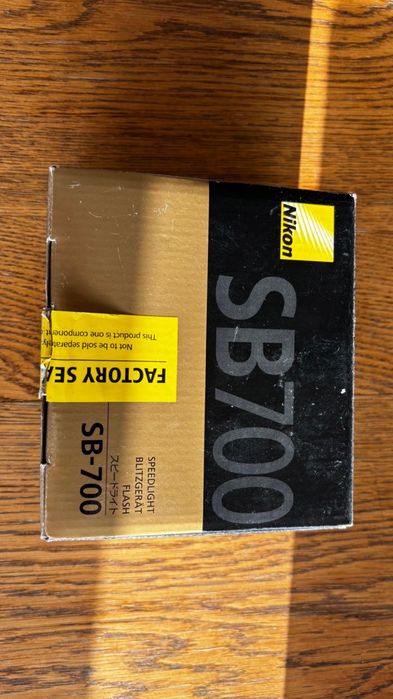 Nikon
SB700
SPEEDLIGHT
BLITZGERÄT
FLASH
スピードライト
SB-700
FACTORY
Not to be sold separately
This product is one component